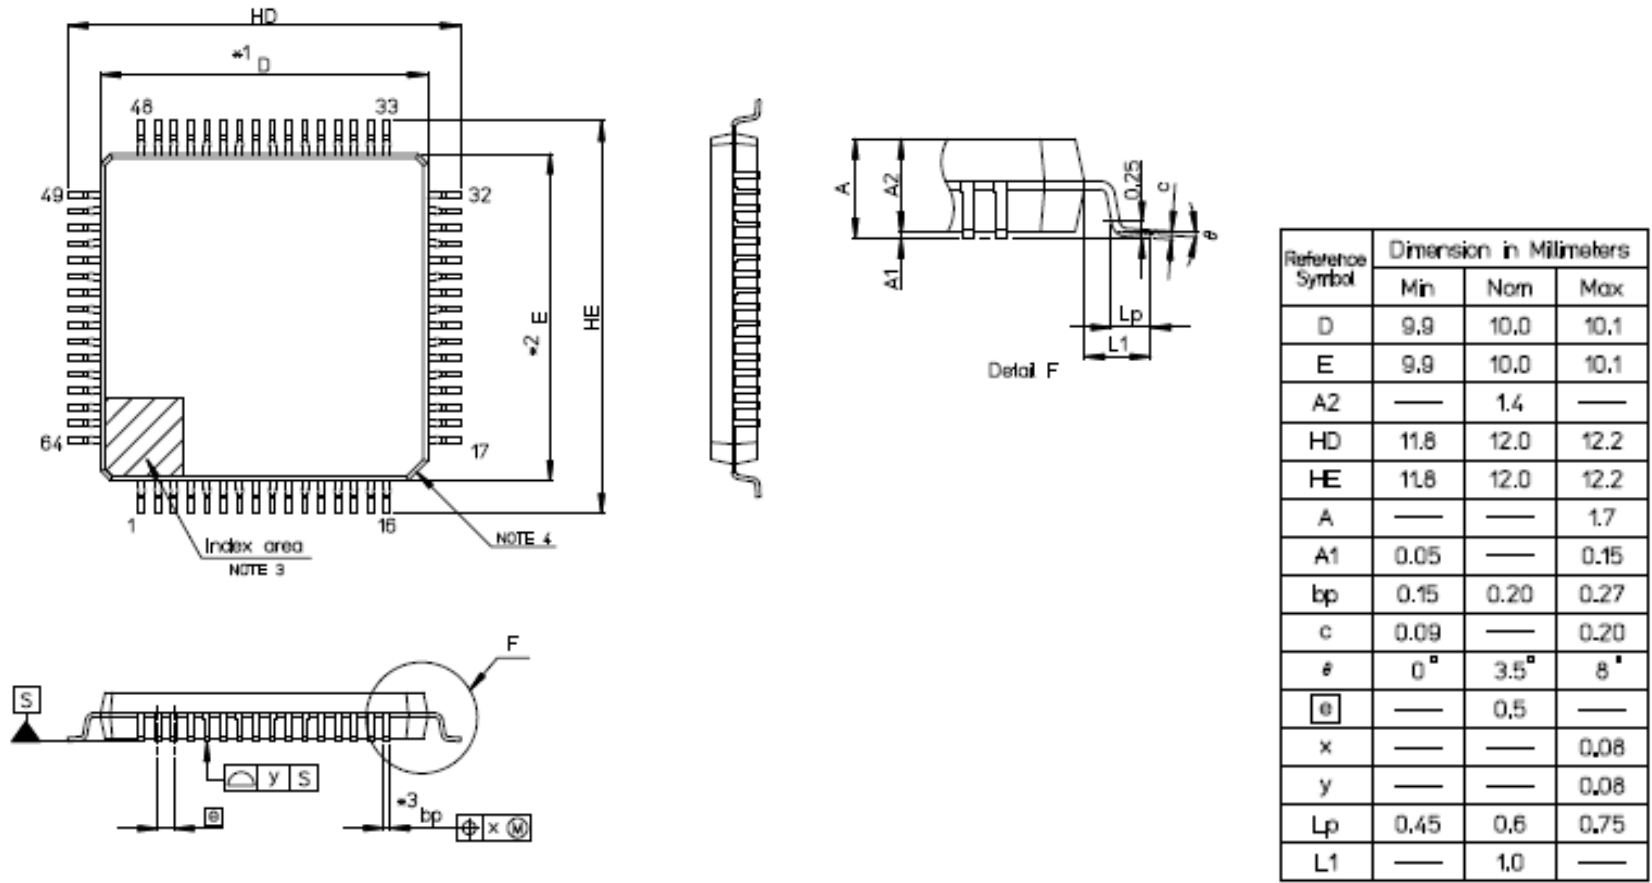 HD
*1
D
48 33
49 32
E
*2
HE
64 17
1 16
Index area
NOTE 3
NOTE 4
A
A2
A1
0.25
c
θ
Lp
L1
Detail F
F
S
y S
e
*3
bp
x M
Reference Symbol Dimension in Millimeters
Min Nom Max
D 9.9 10.0 10.1
E 9.9 10.0 10.1
A2 — 1.4 —
HD 11.8 12.0 12.2
HE 11.8 12.0 12.2
A — — 1.7
A1 0.05 — 0.15
bp 0.15 0.20 0.27
c 0.09 — 0.20
θ 0° 3.5° 8°
e — 0.5 —
x — — 0.08
y — — 0.08
Lp 0.45 0.6 0.75
L1 — 1.0 —